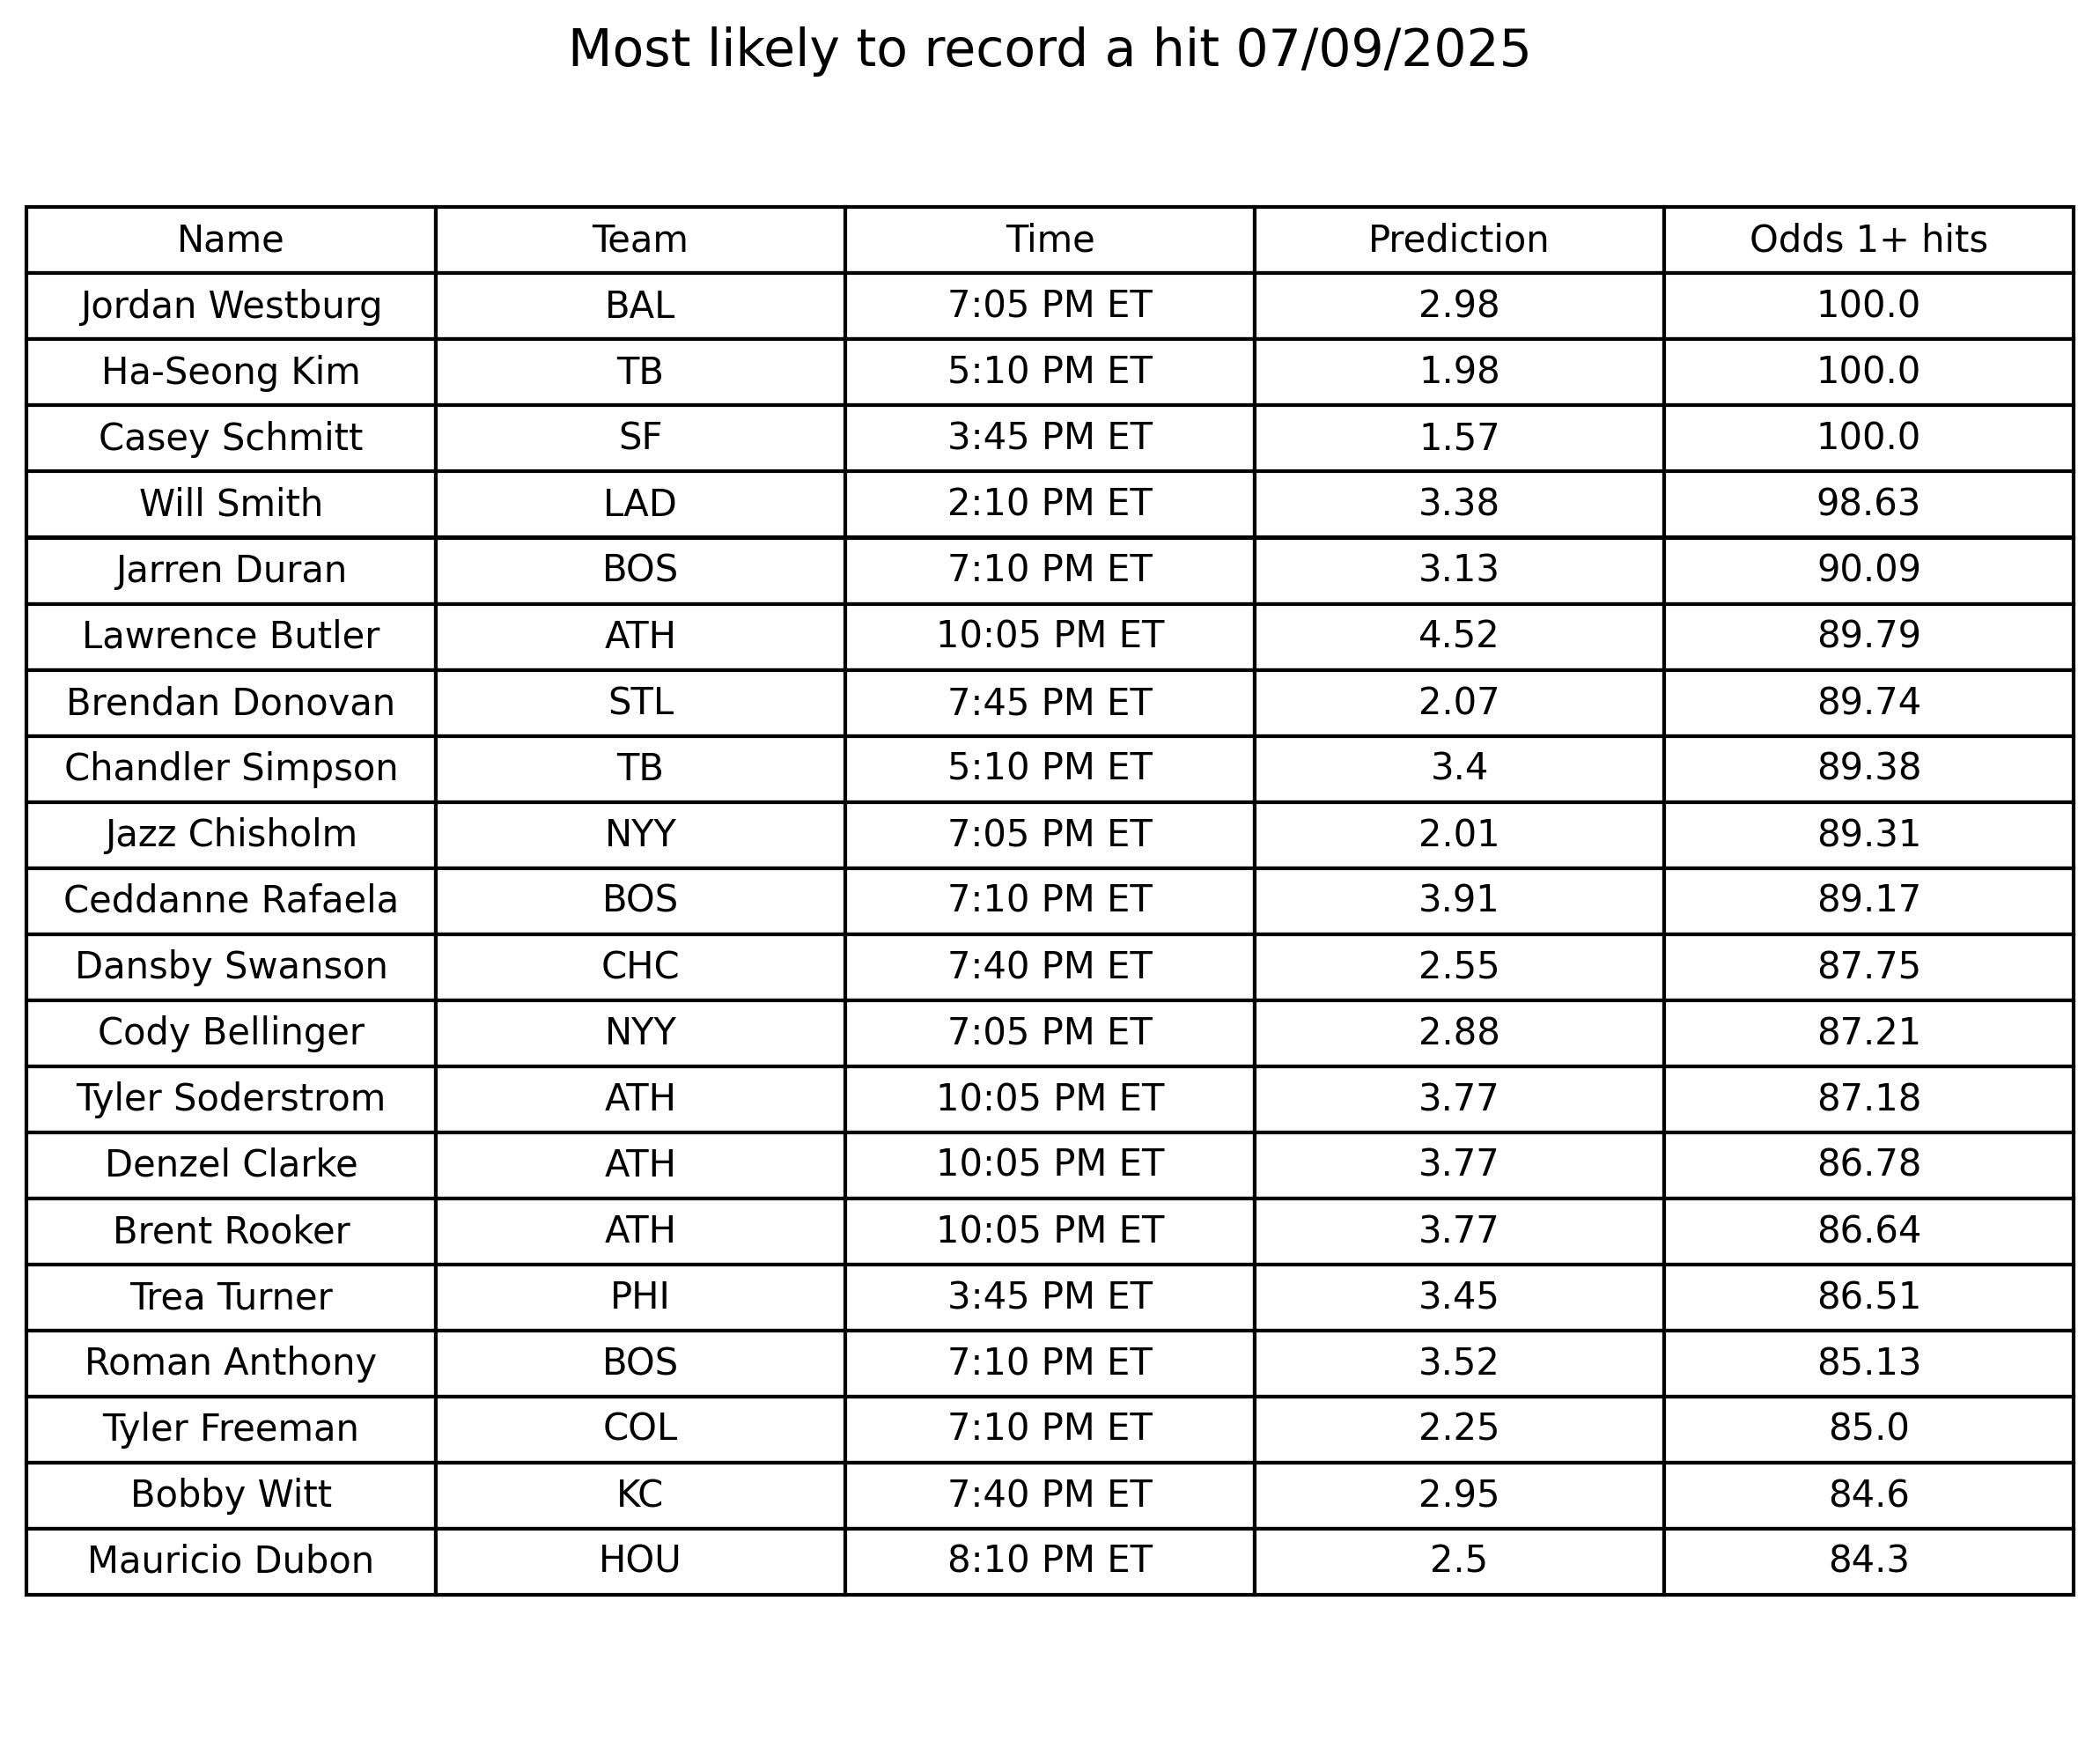 Most likely to record a hit 07/09/2025
Name Team Time Prediction Odds 1+ hits
Jordan Westburg BAL 7:05 PM ET 2.98 100.0
Ha-Seong Kim TB 5:10 PM ET 1.98 100.0
Casey Schmitt SF 3:45 PM ET 1.57 100.0
Will Smith LAD 2:10 PM ET 3.38 98.63
Jarren Duran BOS 7:10 PM ET 3.13 90.09
Lawrence Butler ATH 10:05 PM ET 4.52 89.79
Brendan Donovan STL 7:45 PM ET 2.07 89.74
Chandler Simpson TB 5:10 PM ET 3.4 89.38
Jazz Chisholm NYY 7:05 PM ET 2.01 89.31
Ceddanne Rafaela BOS 7:10 PM ET 3.91 89.17
Dansby Swanson CHC 7:40 PM ET 2.55 87.75
Cody Bellinger NYY 7:05 PM ET 2.88 87.21
Tyler Soderstrom ATH 10:05 PM ET 3.77 87.18
Denzel Clarke ATH 10:05 PM ET 3.77 86.78
Brent Rooker ATH 10:05 PM ET 3.77 86.64
Trea Turner PHI 3:45 PM ET 3.45 86.51
Roman Anthony BOS 7:10 PM ET 3.52 85.13
Tyler Freeman COL 7:10 PM ET 2.25 85.0
Bobby Witt KC 7:40 PM ET 2.95 84.6
Mauricio Dubon HOU 8:10 PM ET 2.5 84.3